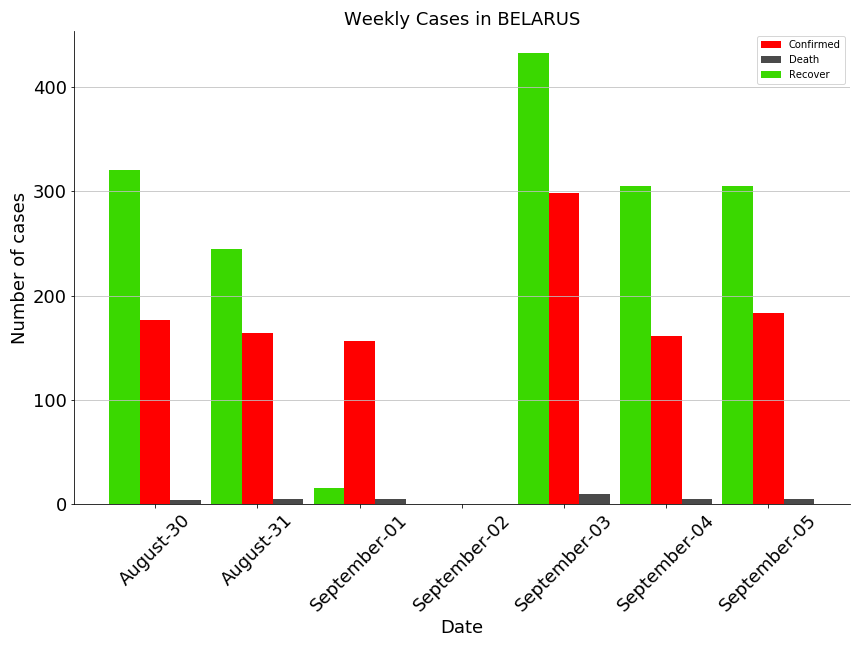 Weekly Cases in BELARUS
Confirmed
Death
Recover
Number of cases
400
300
200
100
0
August-30
August-31
September-01
September-02
September-03
September-04
September-05
Date